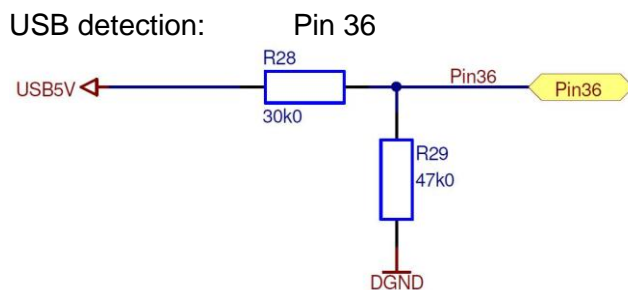 USB detection: Pin 36
R28
USB5V
Pin36
Pin36
30k0
R29
47k0
DGND